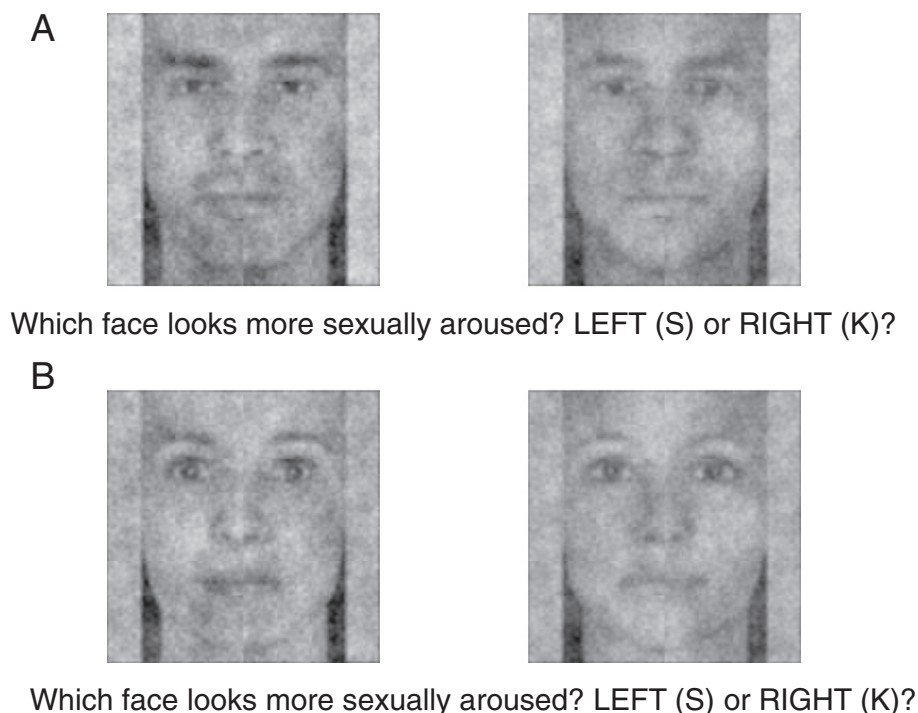 A
Which face looks more sexually aroused? LEFT (S) or RIGHT (K)?
B
Which face looks more sexually aroused? LEFT (S) or RIGHT (K)?